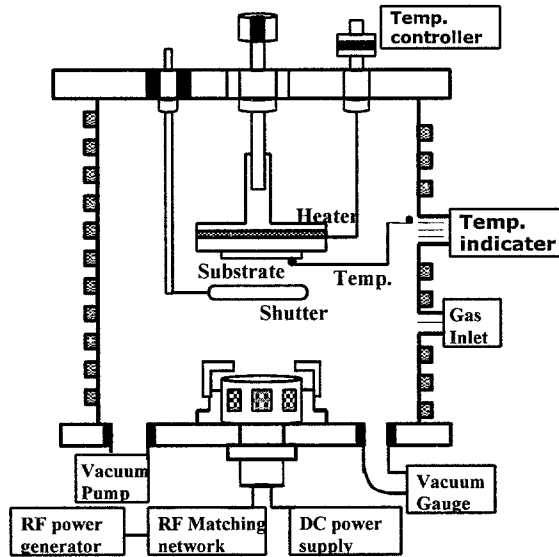 Temp.
controller
Heater
Temp.
indicater
Substrate
Temp.
Shutter
Gas
Inlet
Vacuum
Pump
Vacuum
Gauge
RF power
generator
RF Matching
network
DC power
supply